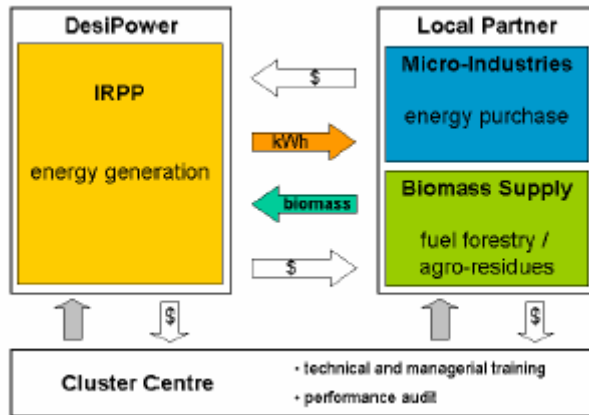 DesiPower
IRPP
energy generation
$
kWh
biomass
$
Local Partner
Micro-Industries
energy purchase
Biomass Supply
fuel forestry /
agro-residues
$
$
Cluster Centre
• technical and managerial training
• performance audit